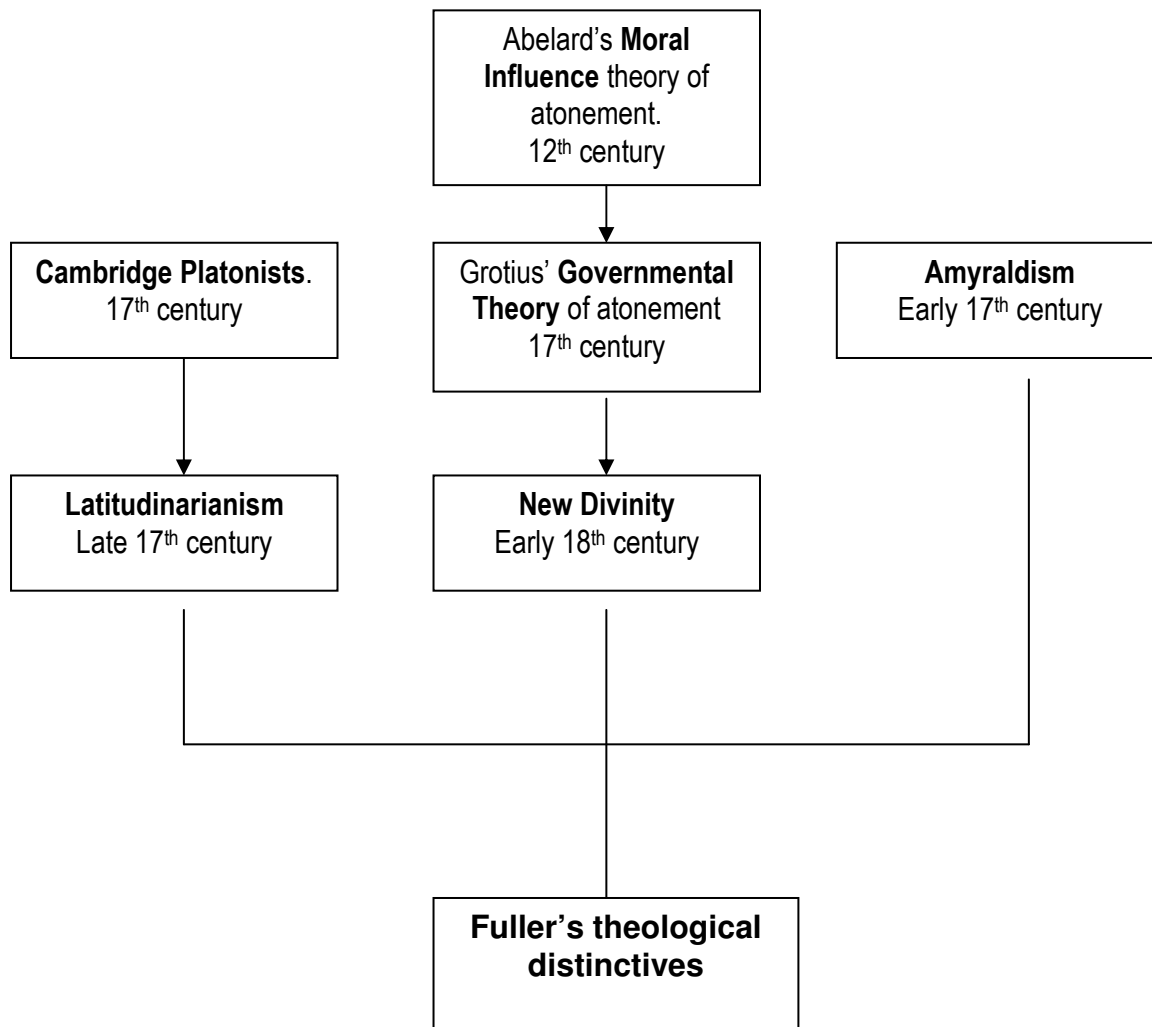 Abelard’s Moral
Influence theory of
atonement.
12th century
Cambridge Platonists.
17th century
Grotius’ Governmental
Theory of atonement
17th century
Amyraldism
Early 17th century
Latitudinarianism
Late 17th century
New Divinity
Early 18th century
Fuller’s theological
distinctives